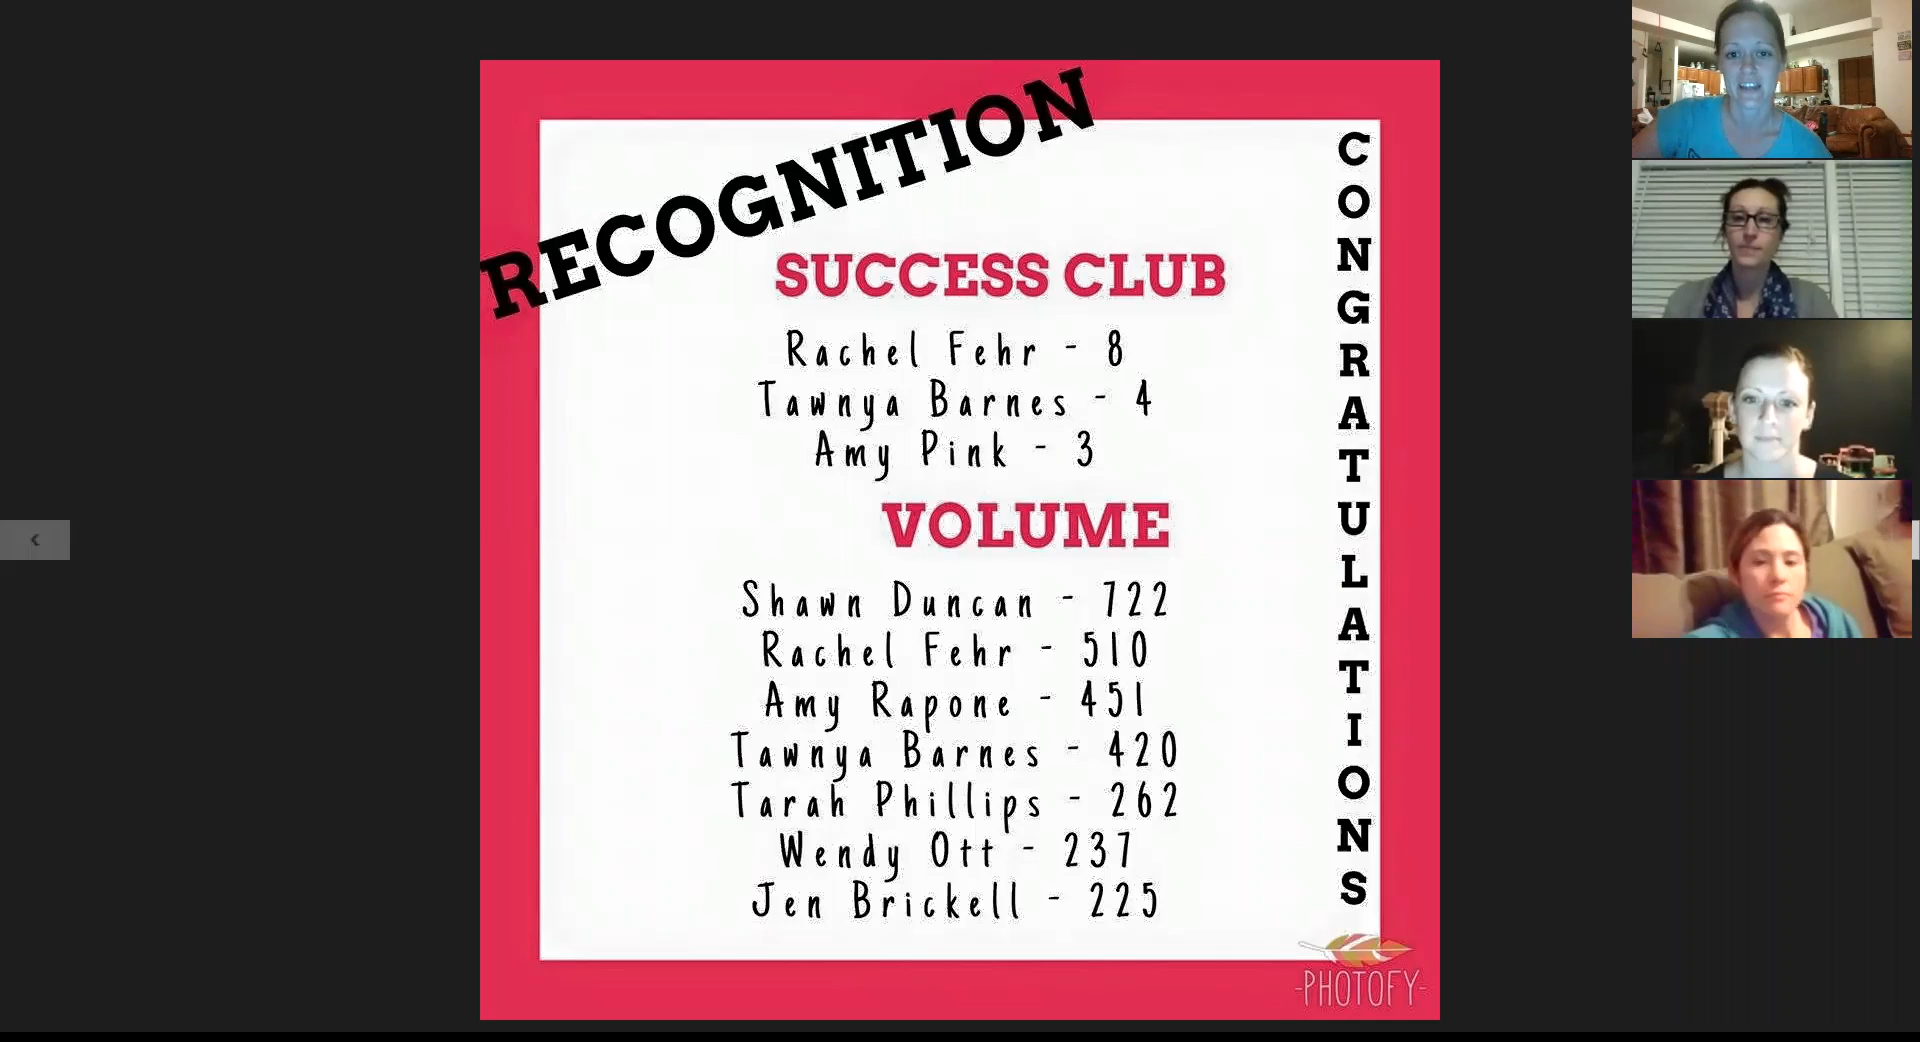 RECOGNITION
SUCCESS CLUB
Rachel Fehr - 8
Tawnya Barnes - 4
Amy Pink - 3
VOLUME
Shawn Duncan - 722
Rachel Fehr - 510
Amy Rapone - 451
Tawnya Barnes - 420
Tarah Phillips - 262
Wendy Ott - 237
Jen Brickell - 225
CONGRATULATIONS
-PHOTOFY-